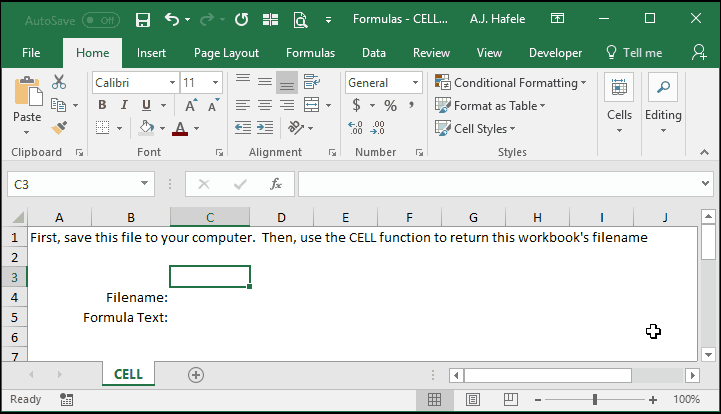 AutoSave Off Formulas - CELL... A.J. Hafele
File Home Insert Page Layout Formulas Data Review View Developer Tell me
Paste Calibri 11 General Conditional Formatting Cells Editing
B I U A A $ % , Format as Table
A A .00 .0 Cell Styles
Clipboard Font Alignment Number Styles
C3 fx
A B C D E F G H I J
1 First, save this file to your computer. Then, use the CELL function to return this workbook's filename
2
3
4 Filename:
5 Formula Text:
6
7
CELL
Ready 100%